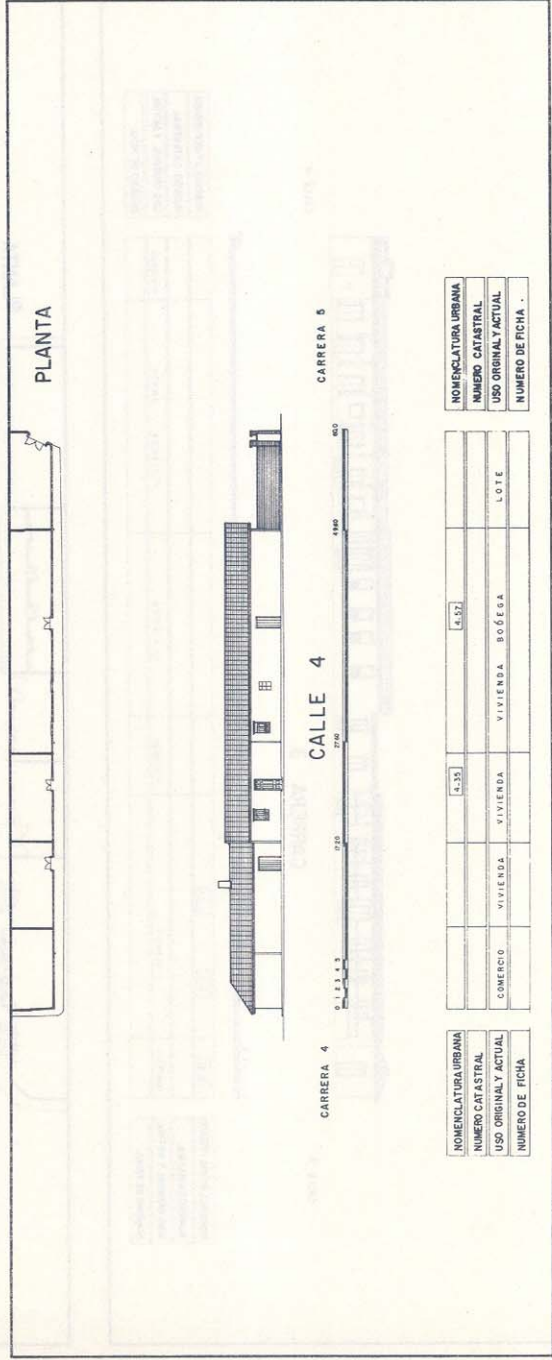 PLANTA
CARRERA 4
CALLE 4
CARRERA 5
0 1 2 3 4 5 1720 2760 4980 60.0
NOMENCLATURA URBANA 4-35 4-57 NOMENCLATURA URBANA
NUMERO CATASTRAL NUMERO CATASTRAL
USO ORIGINAL Y ACTUAL COMERCIO VIVIENDA VIVIENDA VIVIENDA BODEGA LOTE USO ORGINAL Y ACTUAL
NUMERO DE FICHA NUMERO DE FICHA .